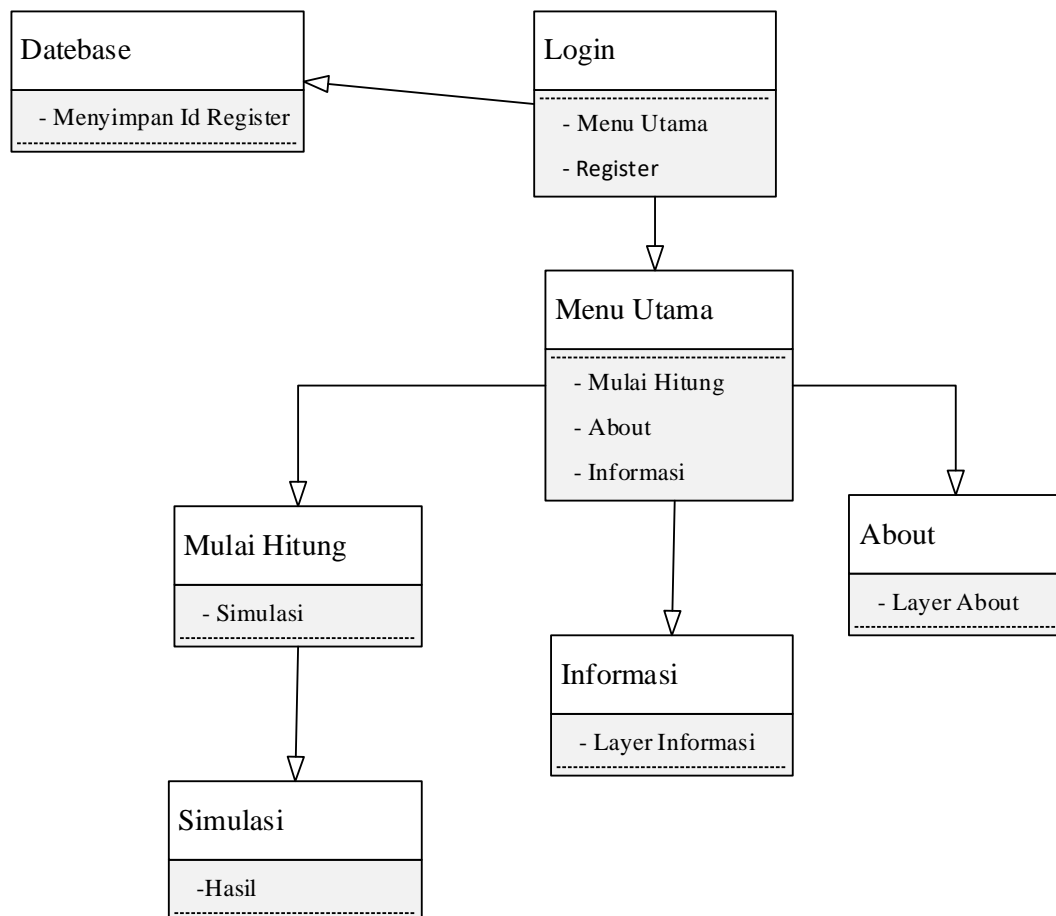 Datebase
- Menyimpan Id Register
Login
- Menu Utama
- Register
Menu Utama
- Mulai Hitung
- About
- Informasi
Mulai Hitung
- Simulasi
About
- Layer About
Informasi
- Layer Informasi
Simulasi
-Hasil